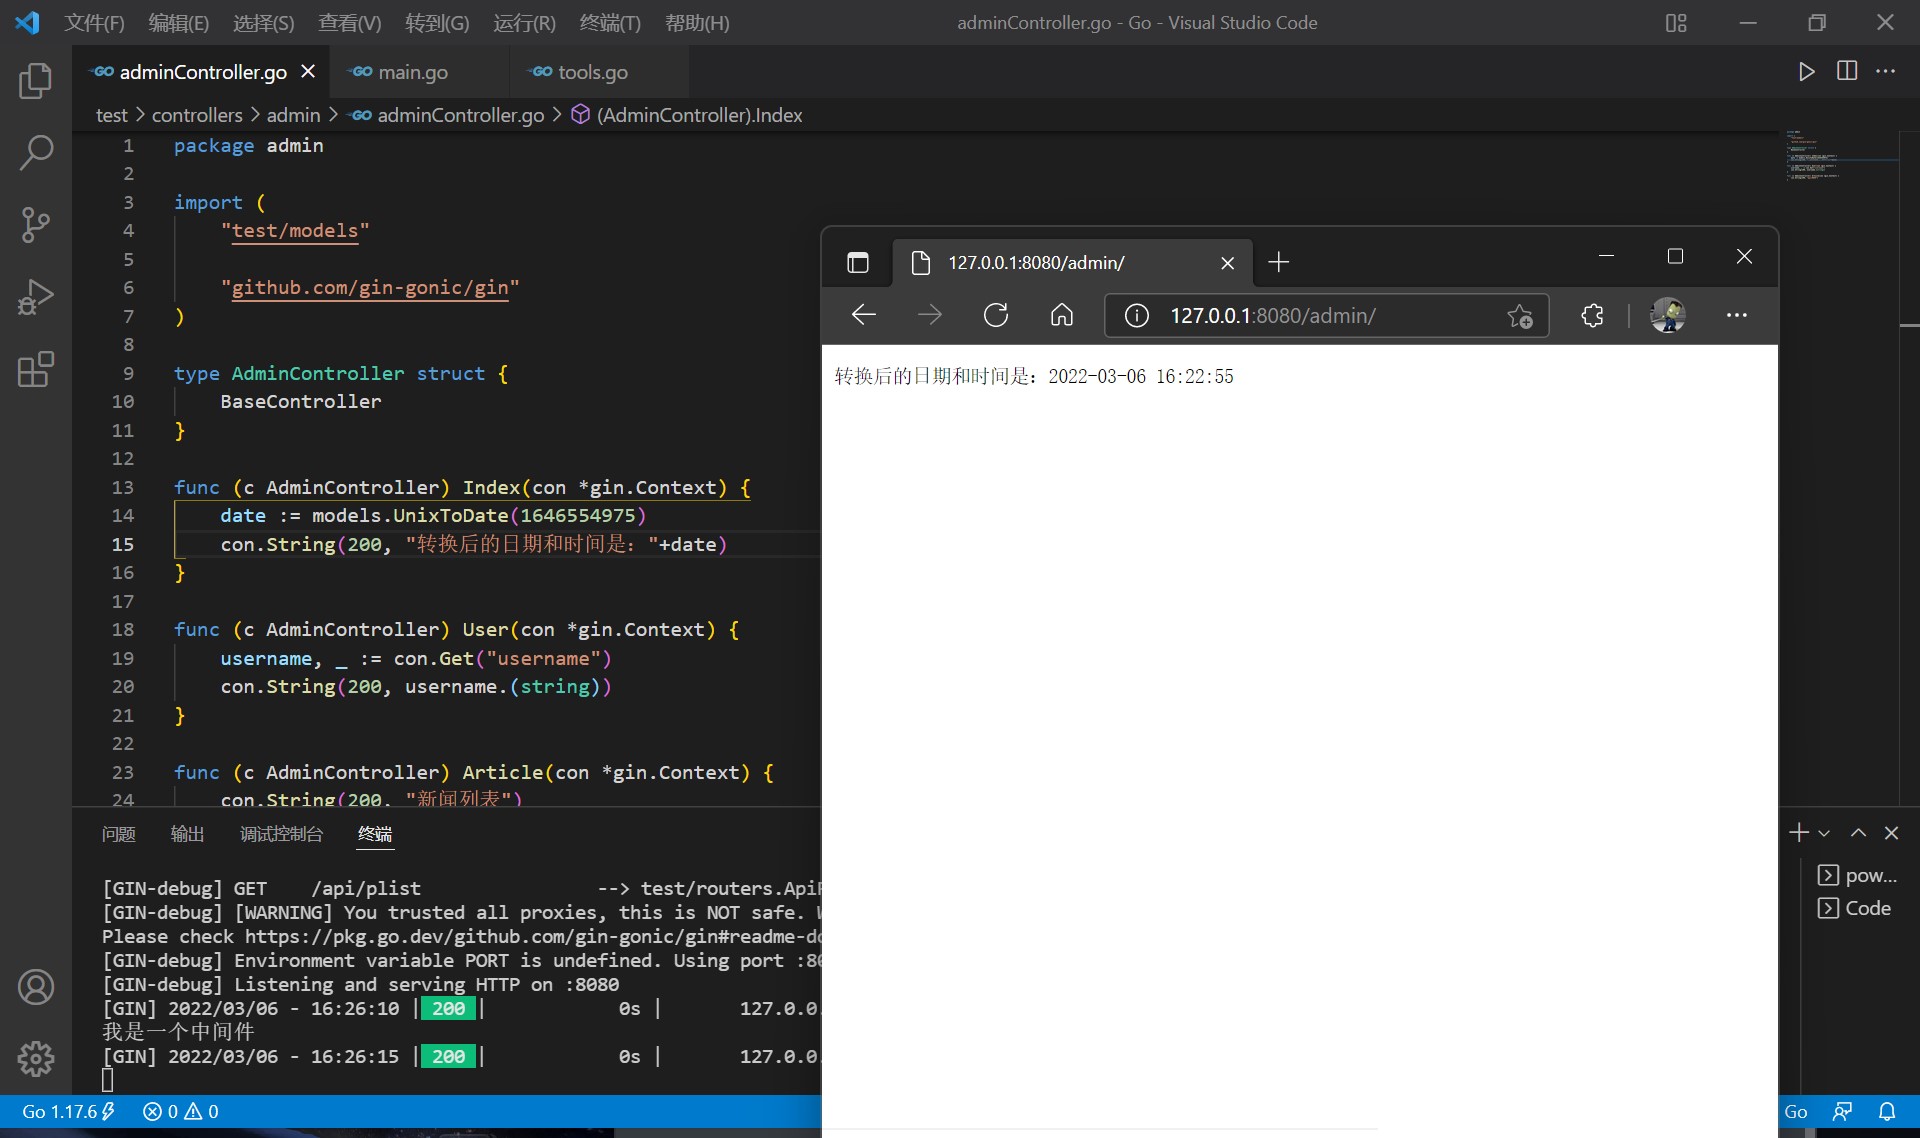 文件(F) 编辑(E) 选择(S) 查看(V) 转到(G) 运行(R) 终端(T) 帮助(H) adminController.go - Go - Visual Studio Code
GO adminController.go GO main.go GO tools.go
test > controllers > admin > GO adminController.go > (AdminController).Index
1 package admin
2
3 import (
4 "test/models"
5
6 "github.com/gin-gonic/gin"
7 )
8
9 type AdminController struct {
10 BaseController
11 }
12
13 func (c AdminController) Index(con *gin.Context) {
14 date := models.UnixToDate(1646554975)
15 con.String(200, "转换后的日期和时间是："+date)
16 }
17
18 func (c AdminController) User(con *gin.Context) {
19 username, _ := con.Get("username")
20 con.String(200, username.(string))
21 }
22
23 func (c AdminController) Article(con *gin.Context) {
24 con.String(200, "新闻列表")
127.0.0.1:8080/admin/
127.0.0.1:8080/admin/
转换后的日期和时间是：2022-03-06 16:22:55
问题 输出 调试控制台 终端
[GIN-debug] GET /api/plist --> test/routers.Api
[GIN-debug] [WARNING] You trusted all proxies, this is NOT safe.
Please check https://pkg.go.dev/github.com/gin-gonic/gin#readme-do
[GIN-debug] Environment variable PORT is undefined. Using port :80
[GIN-debug] Listening and serving HTTP on :8080
[GIN] 2022/03/06 - 16:26:10 | 200 | 0s | 127.0.0.
我是一个中间件
[GIN] 2022/03/06 - 16:26:15 | 200 | 0s | 127.0.0.
pow...
Code
Go 1.17.6 0 0 Go